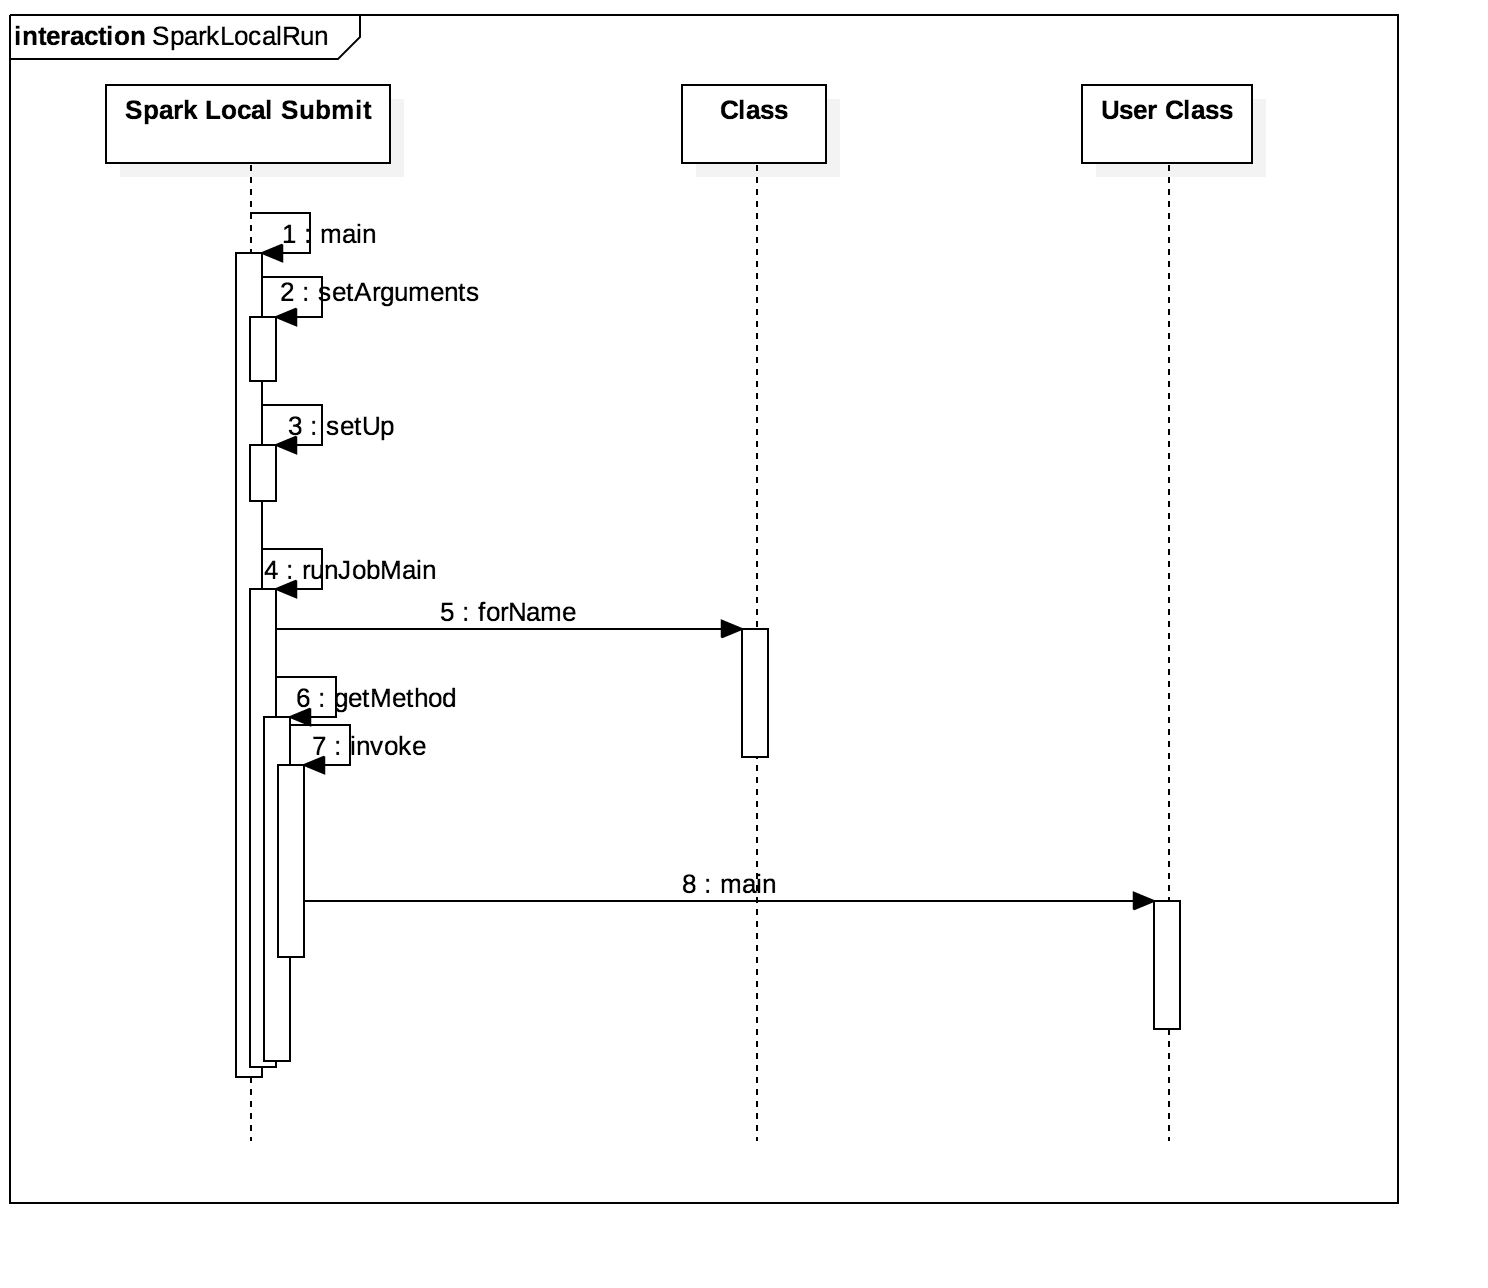 interaction SparkLocalRun
Spark Local Submit
Class
User Class
1 : main
2 : setArguments
3 : setUp
4 : runJobMain
5 : forName
6 : getMethod
7 : invoke
8 : main